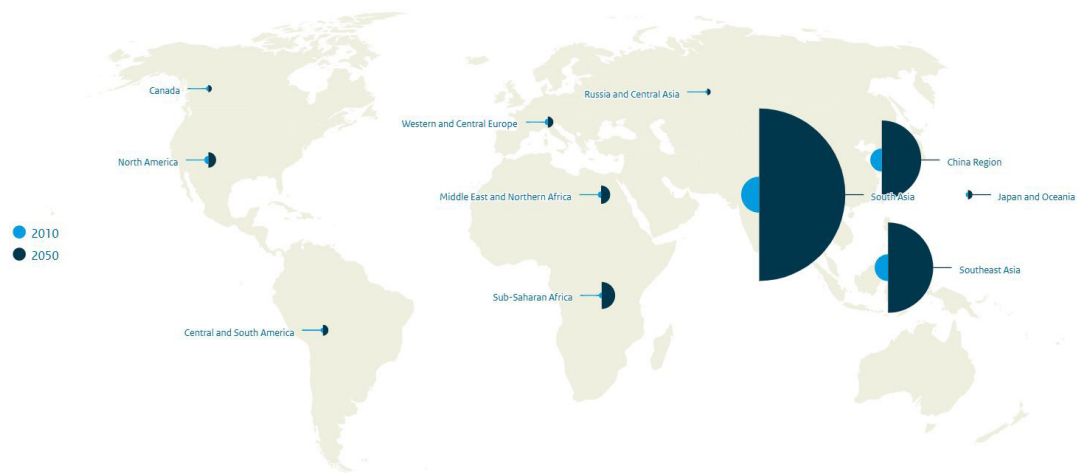 Canada
Russia and Central Asia
Western and Central Europe
North America
China Region
Middle East and Northern Africa
South Asia
Japan and Oceania
2010
2050
Southeast Asia
Sub-Saharan Africa
Central and South America